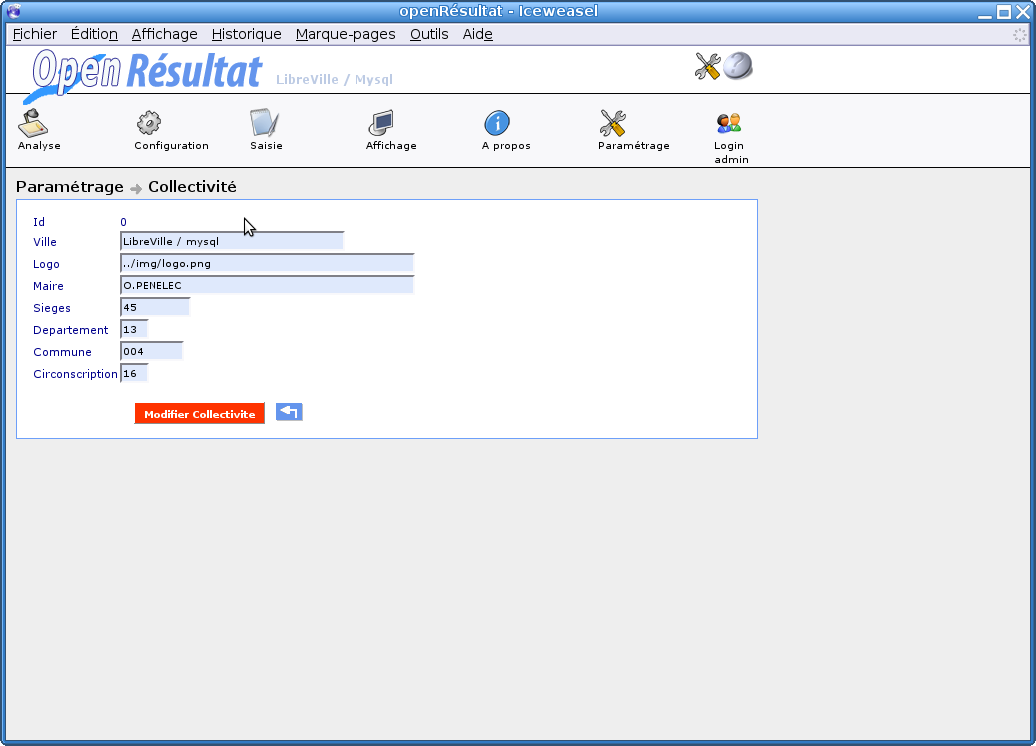 openRésultat - Iceweasel
Fichier Édition Affichage Historique Marque-pages Outils Aide
Open Résultat LibreVille / Mysql
Analyse Configuration Saisie Affichage A propos Paramétrage Login admin
Paramétrage Collectivité
Id 0
Ville LibreVille / mysql
Logo ../img/logo.png
Maire O.PENELEC
Sieges 45
Departement 13
Commune 004
Circonscription 16
Modifier Collectivite